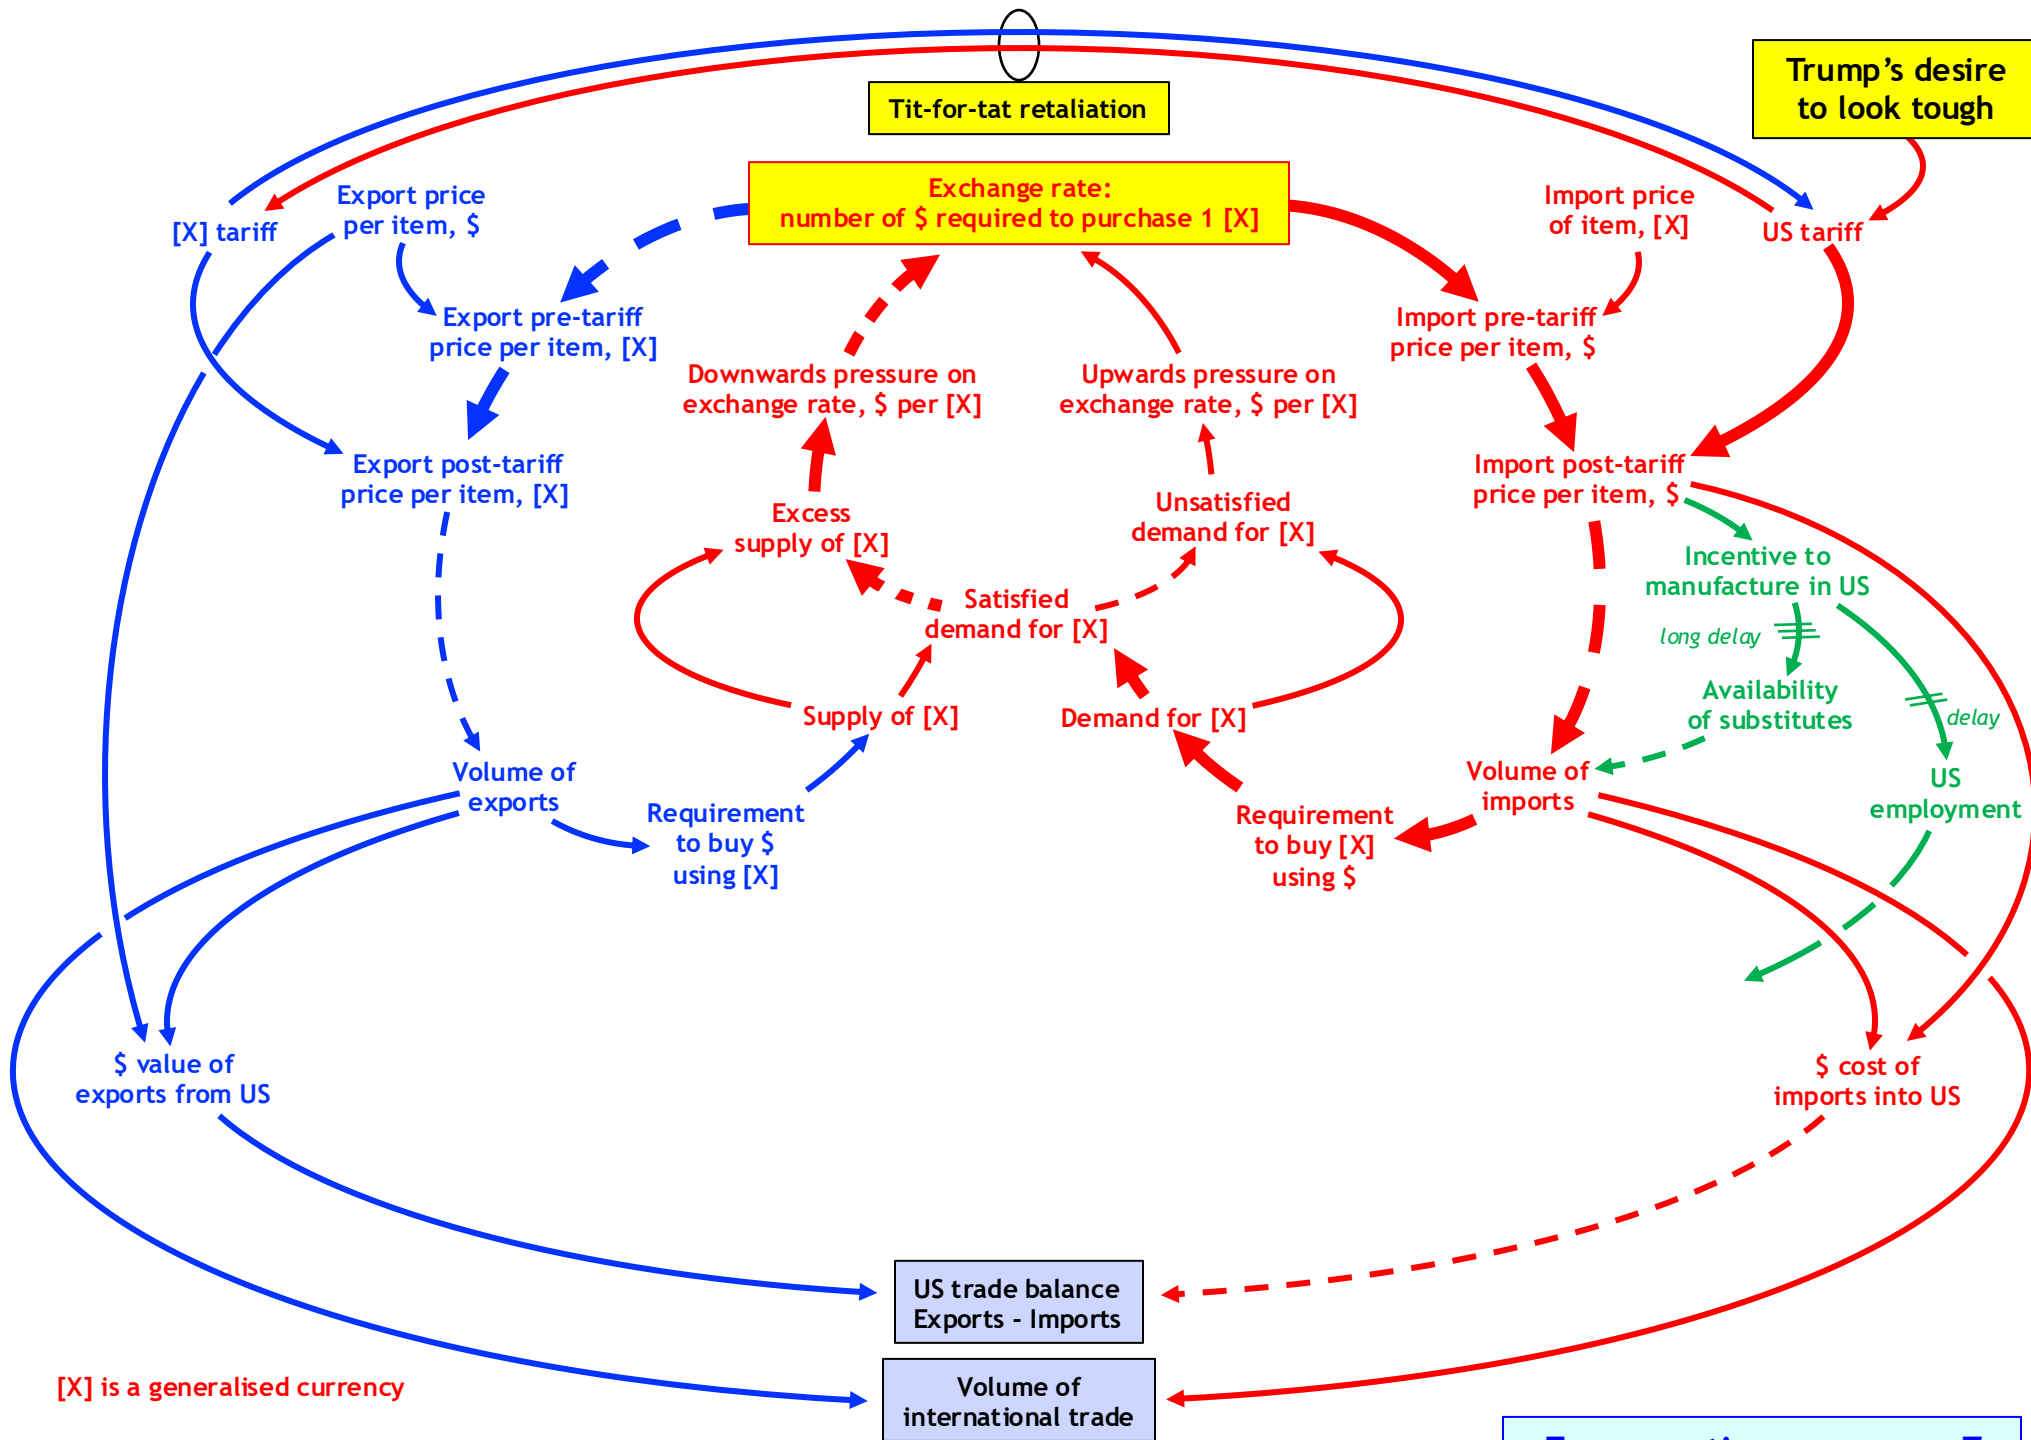 Trump's desire
to look tough
Tit-for-tat retaliation
Exchange rate:
number of $ required to purchase 1 [X]
Export price
per item, $
[X] tariff
Import price
of item, [X]
US tariff
Export pre-tariff
price per item, [X]
Import pre-tariff
price per item, $
Downwards pressure on
exchange rate, $ per [X]
Upwards pressure on
exchange rate, $ per [X]
Export post-tariff
price per item, [X]
Import post-tariff
price per item, $
Excess
supply of [X]
Unsatisfied
demand for [X]
Incentive to
manufacture in US
Satisfied
demand for [X]
long delay
Supply of [X]
Demand for [X]
Availability
of substitutes
delay
Volume of
exports
Requirement
to buy $
using [X]
Requirement
to buy [X]
using $
Volume of
imports
US
employment
$ value of
exports from US
$ cost of
imports into US
US trade balance
Exports - Imports
Volume of
international trade
[X] is a generalised currency